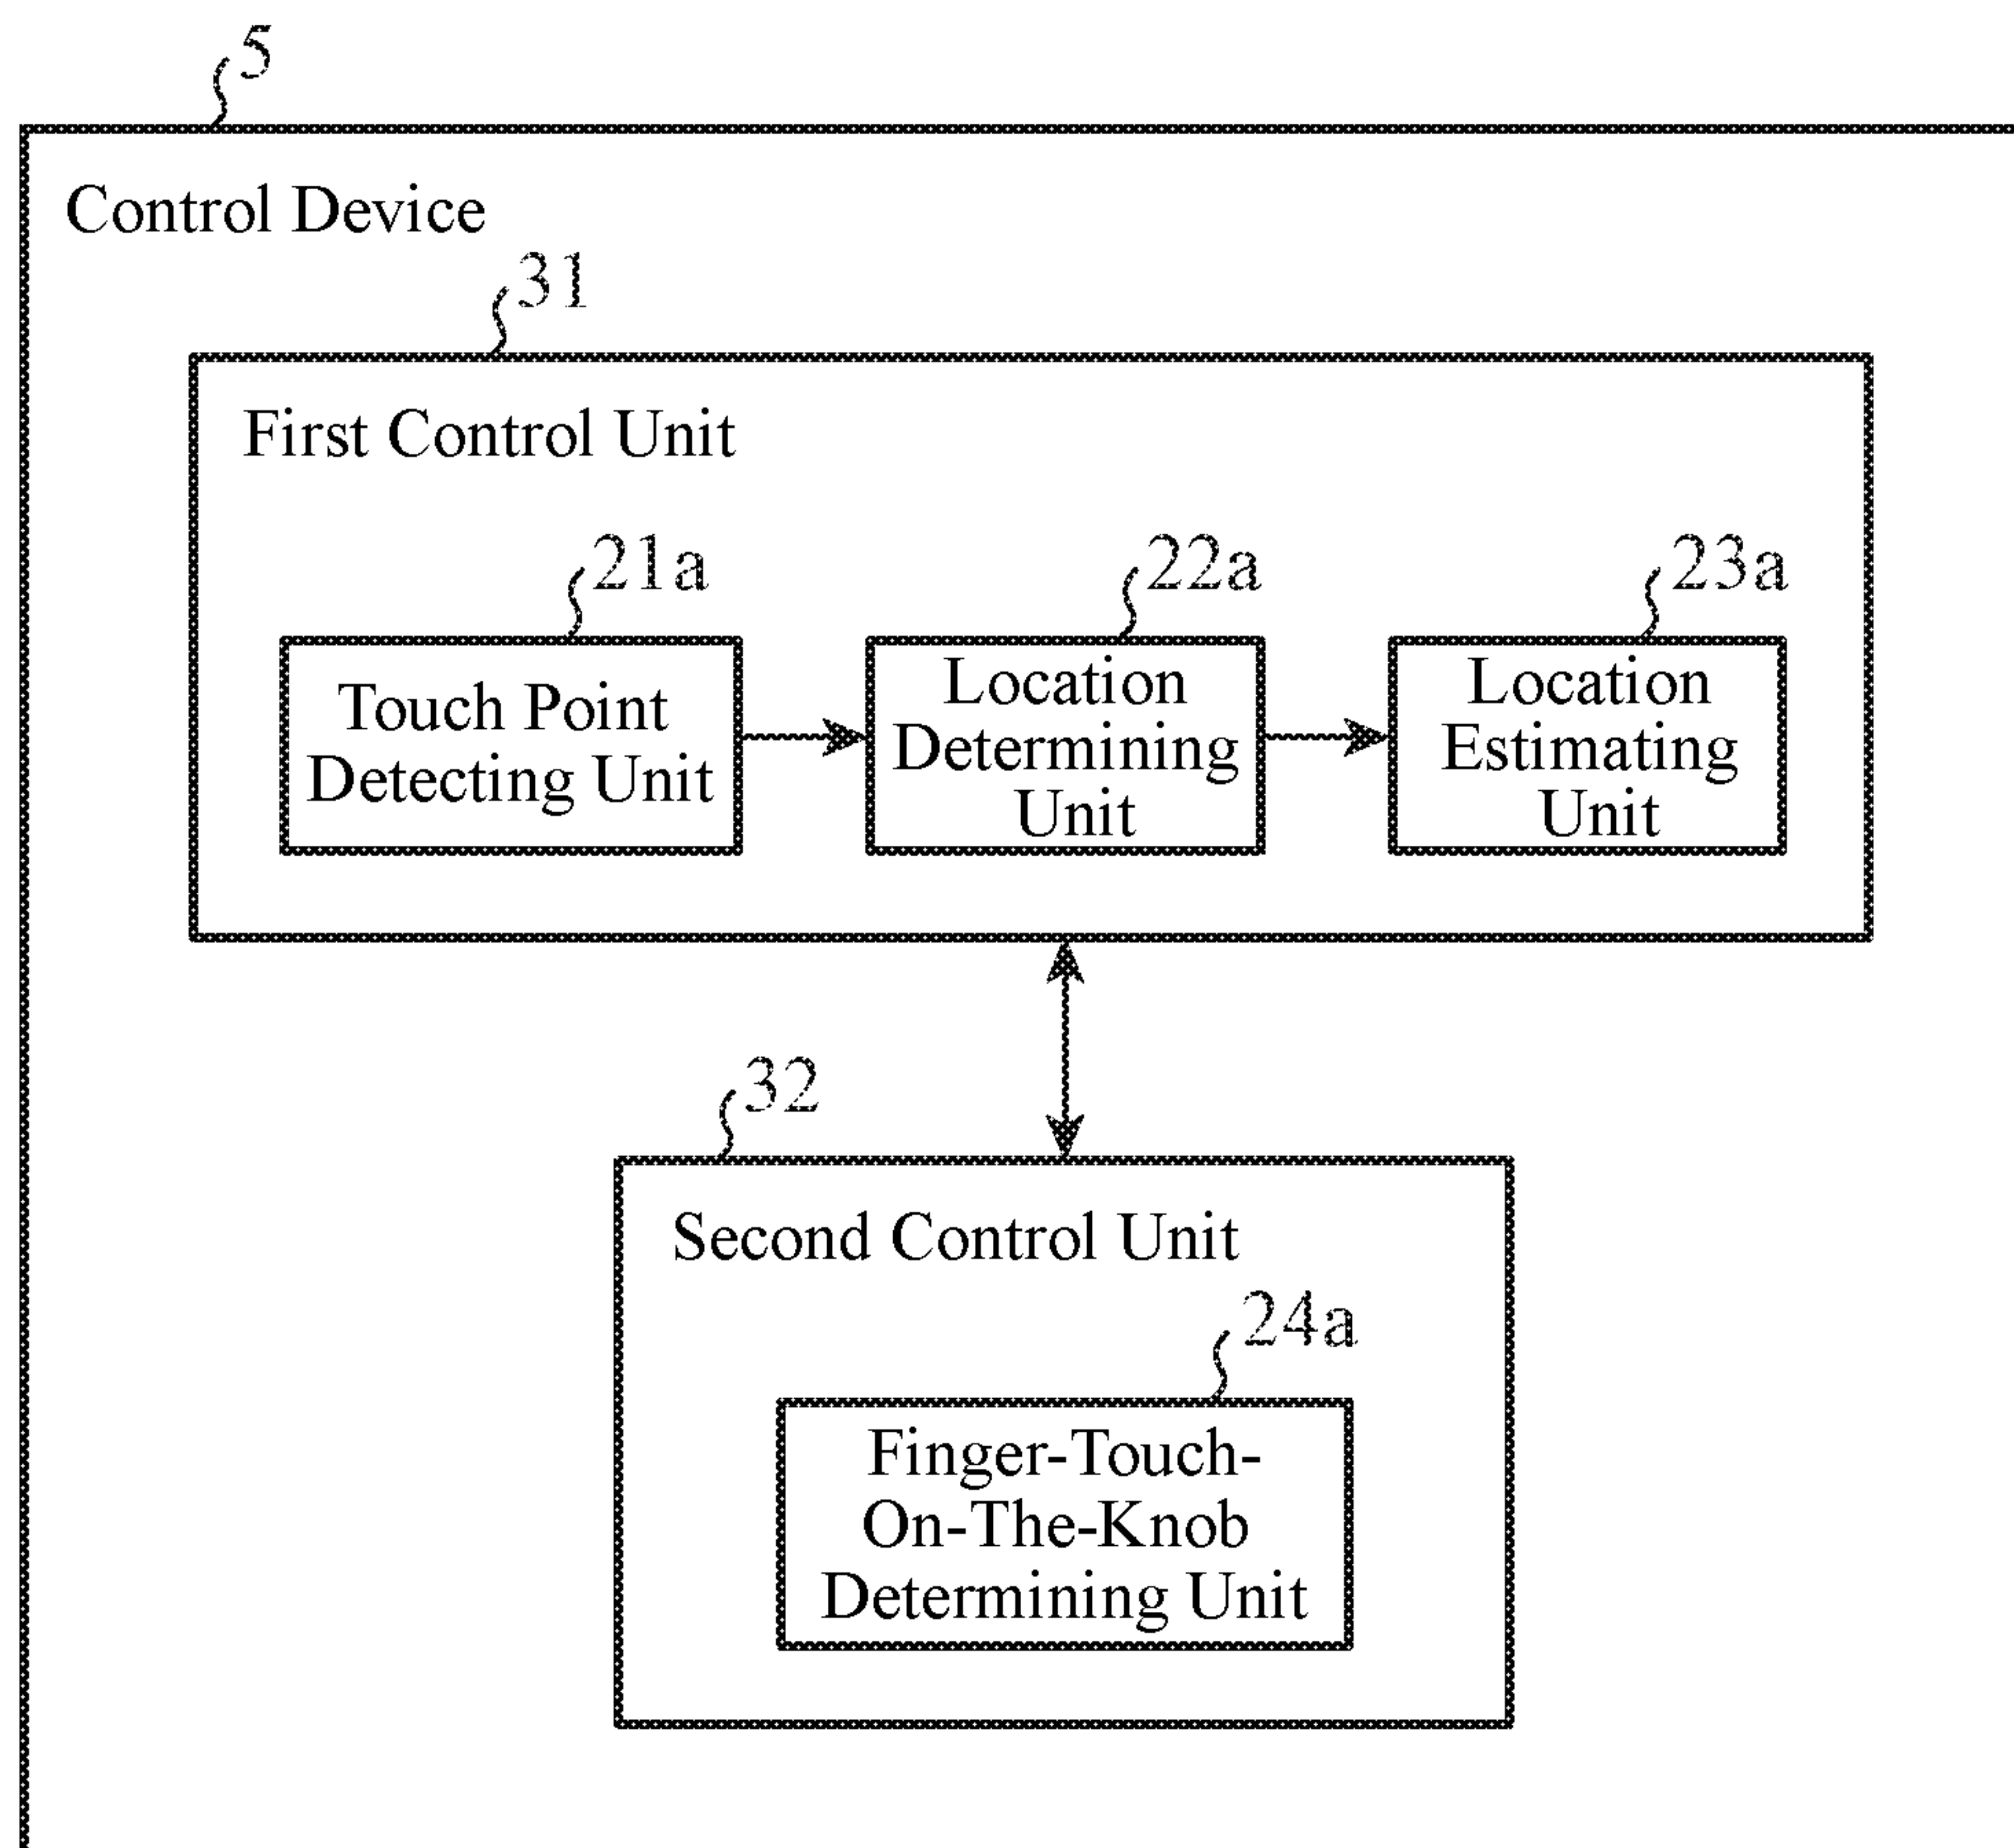 5
Control Device
31
First Control Unit
21a
22a
23a
Touch Point
Detecting Unit
Location
Determining
Unit
Location
Estimating
Unit
32
Second Control Unit
24a
Finger-Touch-
On-The-Knob
Determining Unit